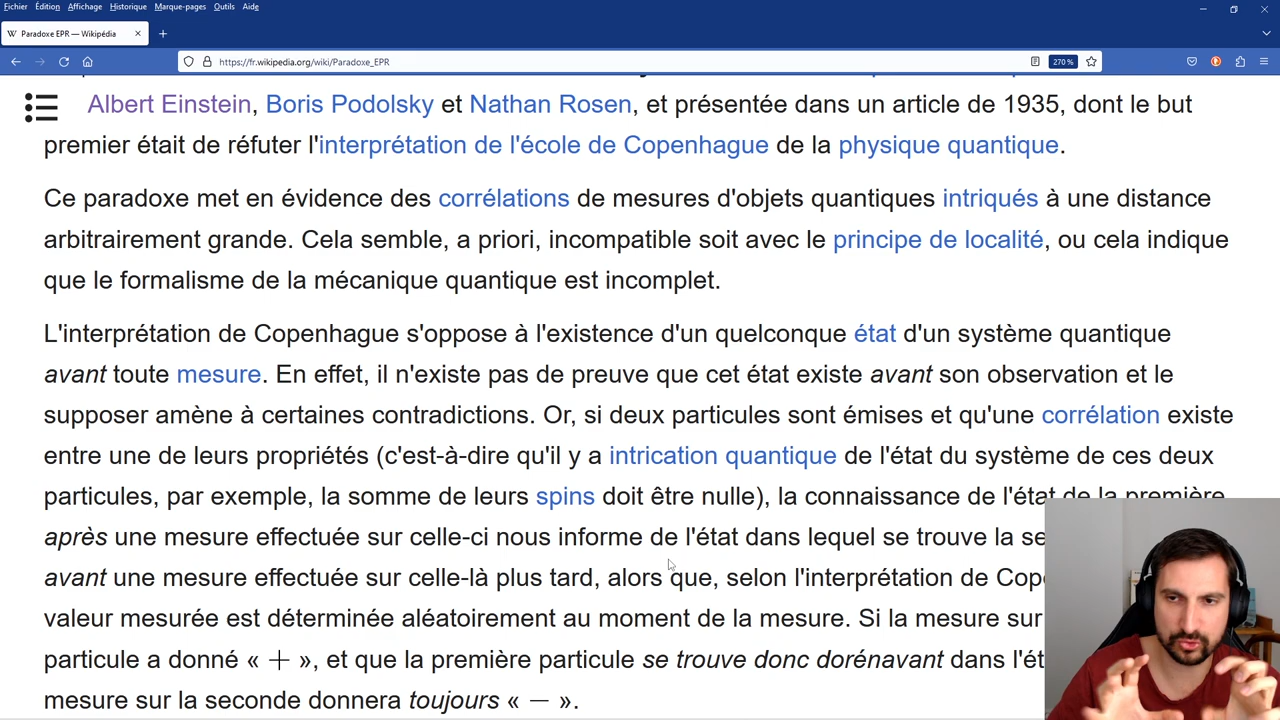 Fichier Édition Affichage Historique Marque-pages Outils Aide
W Paradoxe EPR — Wikipédia
https://fr.wikipedia.org/wiki/Paradoxe_EPR 270 %
Albert Einstein, Boris Podolsky et Nathan Rosen, et présentée dans un article de 1935, dont le but
premier était de réfuter l'interprétation de l'école de Copenhague de la physique quantique.
Ce paradoxe met en évidence des corrélations de mesures d'objets quantiques intriqués à une distance
arbitrairement grande. Cela semble, a priori, incompatible soit avec le principe de localité, ou cela indique
que le formalisme de la mécanique quantique est incomplet.
L'interprétation de Copenhague s'oppose à l'existence d'un quelconque état d'un système quantique
avant toute mesure. En effet, il n'existe pas de preuve que cet état existe avant son observation et le
supposer amène à certaines contradictions. Or, si deux particules sont émises et qu'une corrélation existe
entre une de leurs propriétés (c'est-à-dire qu'il y a intrication quantique de l'état du système de ces deux
particules, par exemple, la somme de leurs spins doit être nulle), la connaissance de l'état de la première
après une mesure effectuée sur celle-ci nous informe de l'état dans lequel se trouve la se
avant une mesure effectuée sur celle-là plus tard, alors que, selon l'interprétation de Cop
valeur mesurée est déterminée aléatoirement au moment de la mesure. Si la mesure sur
particule a donné « + », et que la première particule se trouve donc dorénavant dans l'ét
mesure sur la seconde donnera toujours « − ».